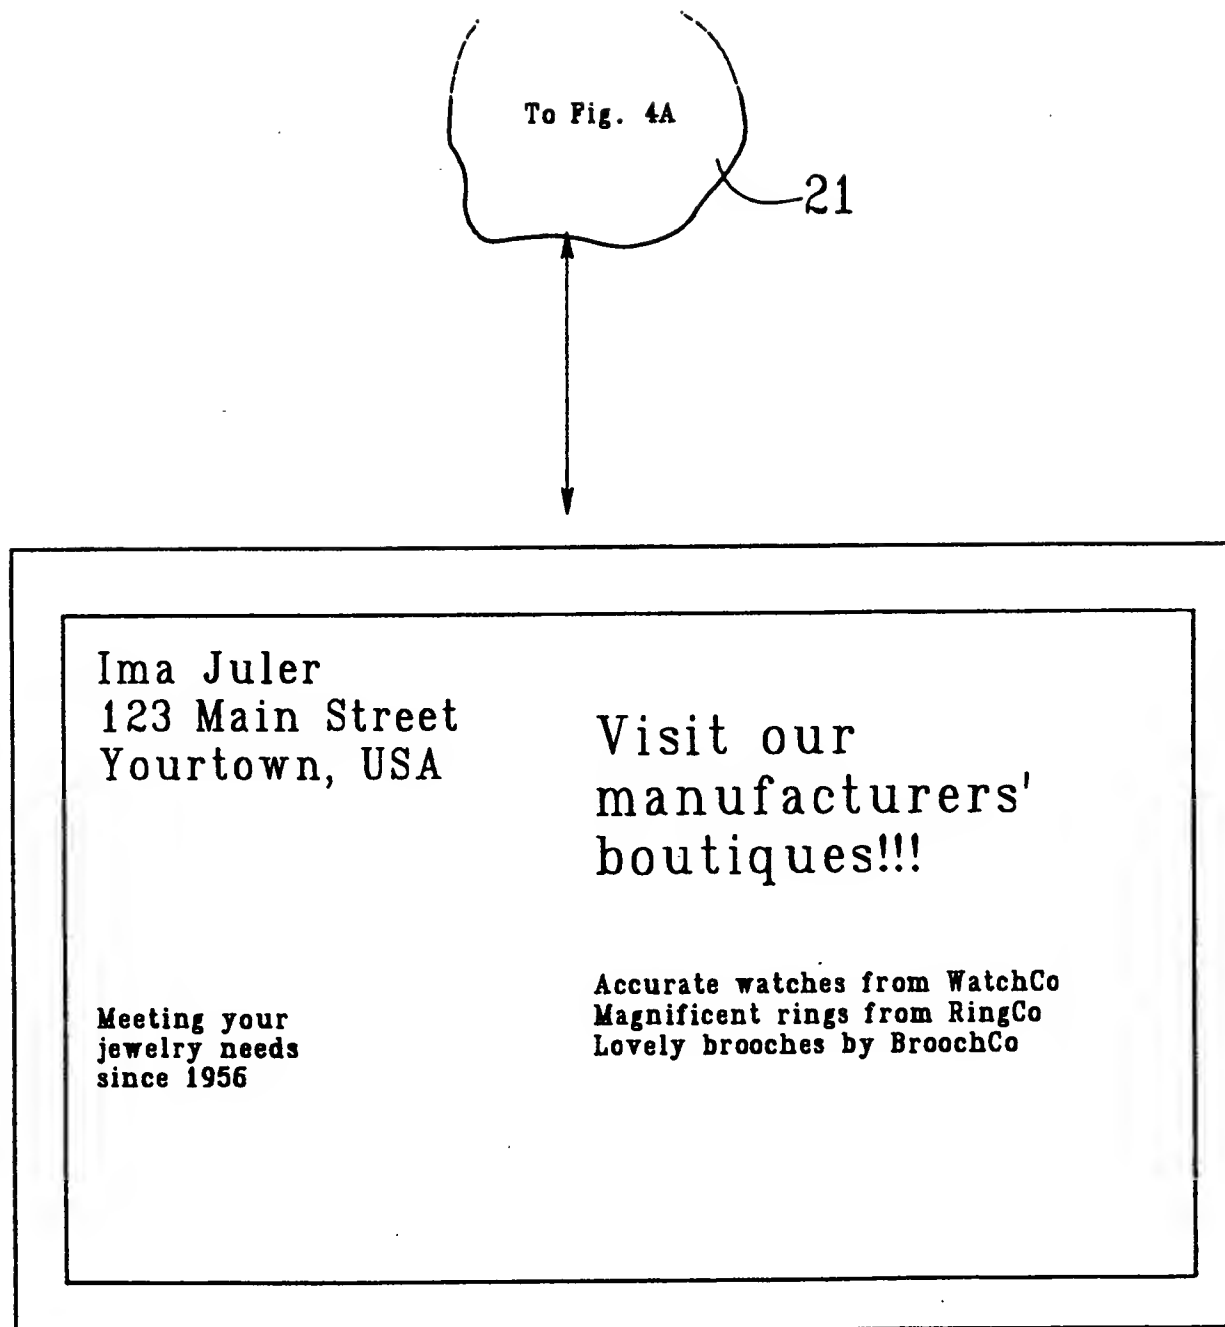 To Fig. 4A
21
Ima Juler
123 Main Street
Yourtown, USA
Visit our
manufacturers'
boutiques!!!
Meeting your
jewelry needs
since 1956
Accurate watches from WatchCo
Magnificent rings from RingCo
Lovely brooches by BroochCo